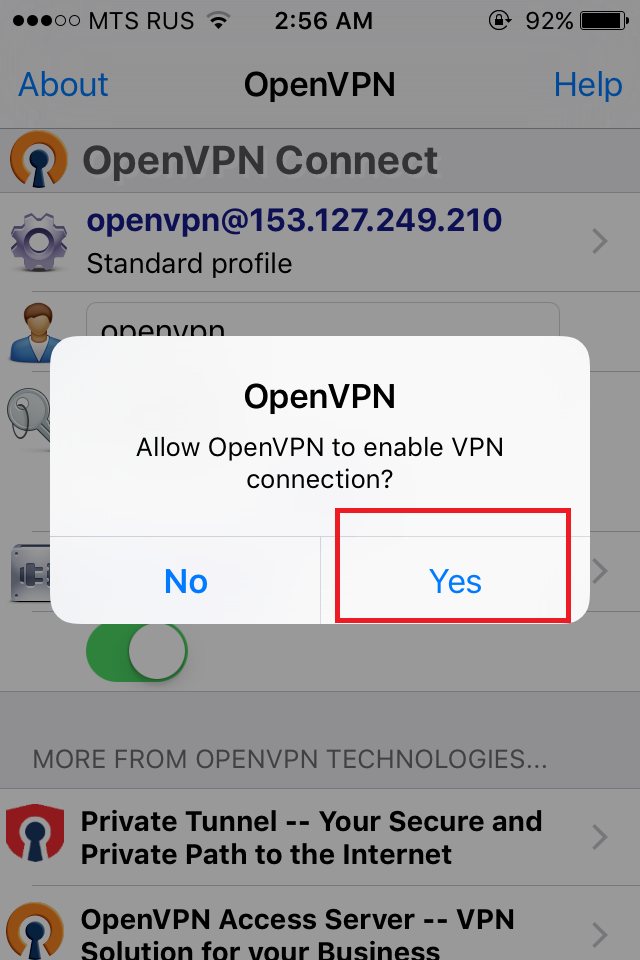 MTS RUS 2:56 AM 92%
About OpenVPN Help
OpenVPN Connect
openvpn@153.127.249.210
Standard profile
openvpn
OpenVPN
Allow OpenVPN to enable VPN
connection?
No Yes
MORE FROM OPENVPN TECHNOLOGIES...
Private Tunnel -- Your Secure and
Private Path to the Internet
OpenVPN Access Server -- VPN
Solution for your Business